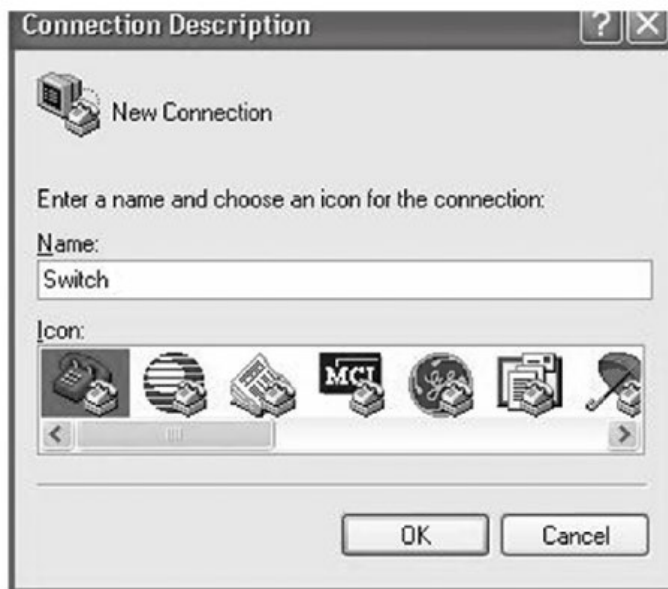 Connection Description
New Connection
Enter a name and choose an icon for the connection:
Name:
Switch
Icon:
MCI
OK
Cancel